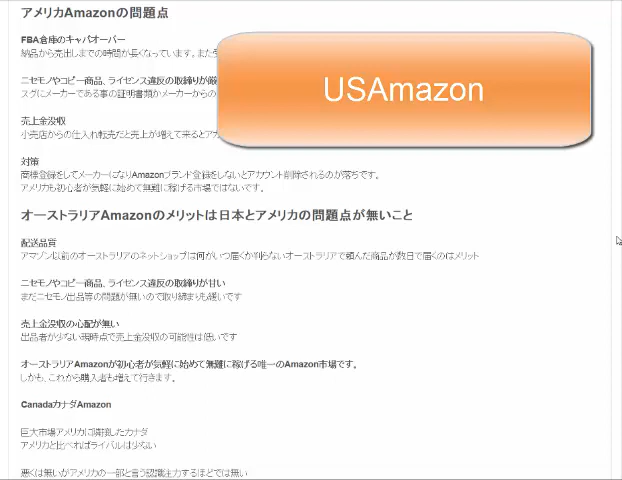 アメリカAmazonの問題点
FBA倉庫のキャパオーバー
納品から売出しまでの時間が長くなっています。また
ニセモノやコピー商品、ライセンス違反の取締りが厳
スグにメーカーである事の証明書類かメーカーからの
売上金没収
小売店からの仕入れ転売だと売上が増えて来るとア
USAmazon
対策
商標登録をしてメーカーになりAmazonブランド登録をしないとアカウント削除されるのが落ちです。
アメリカも初心者が気軽に始めて無難に稼げる市場ではないです。
オーストラリアAmazonのメリットは日本とアメリカの問題点が無いこと
配送品質
アマゾン以前のオーストラリアのネットショップは何がいつ届くか判らないオーストラリアで頼んだ商品が数日で届くのはメリット
ニセモノやコピー商品、ライセンス違反の取締りが甘い
まだニセモノ出品等の問題が無いので取り締まりも緩いです
売上金没収の心配が無い
出品者が少ない現時点で売上金没収の可能性は低いです
オーストラリアAmazonが初心者が気軽に始めて無難に稼げる唯一のAmazon市場です。
しかも、これから購入者も増えて行きます。
CanadaカナダAmazon
巨大市場アメリカに隣接したカナダ
アメリカと比べればライバルは少ない
悪くは無いがアメリカの一部と言う認識注力するほどでは無い